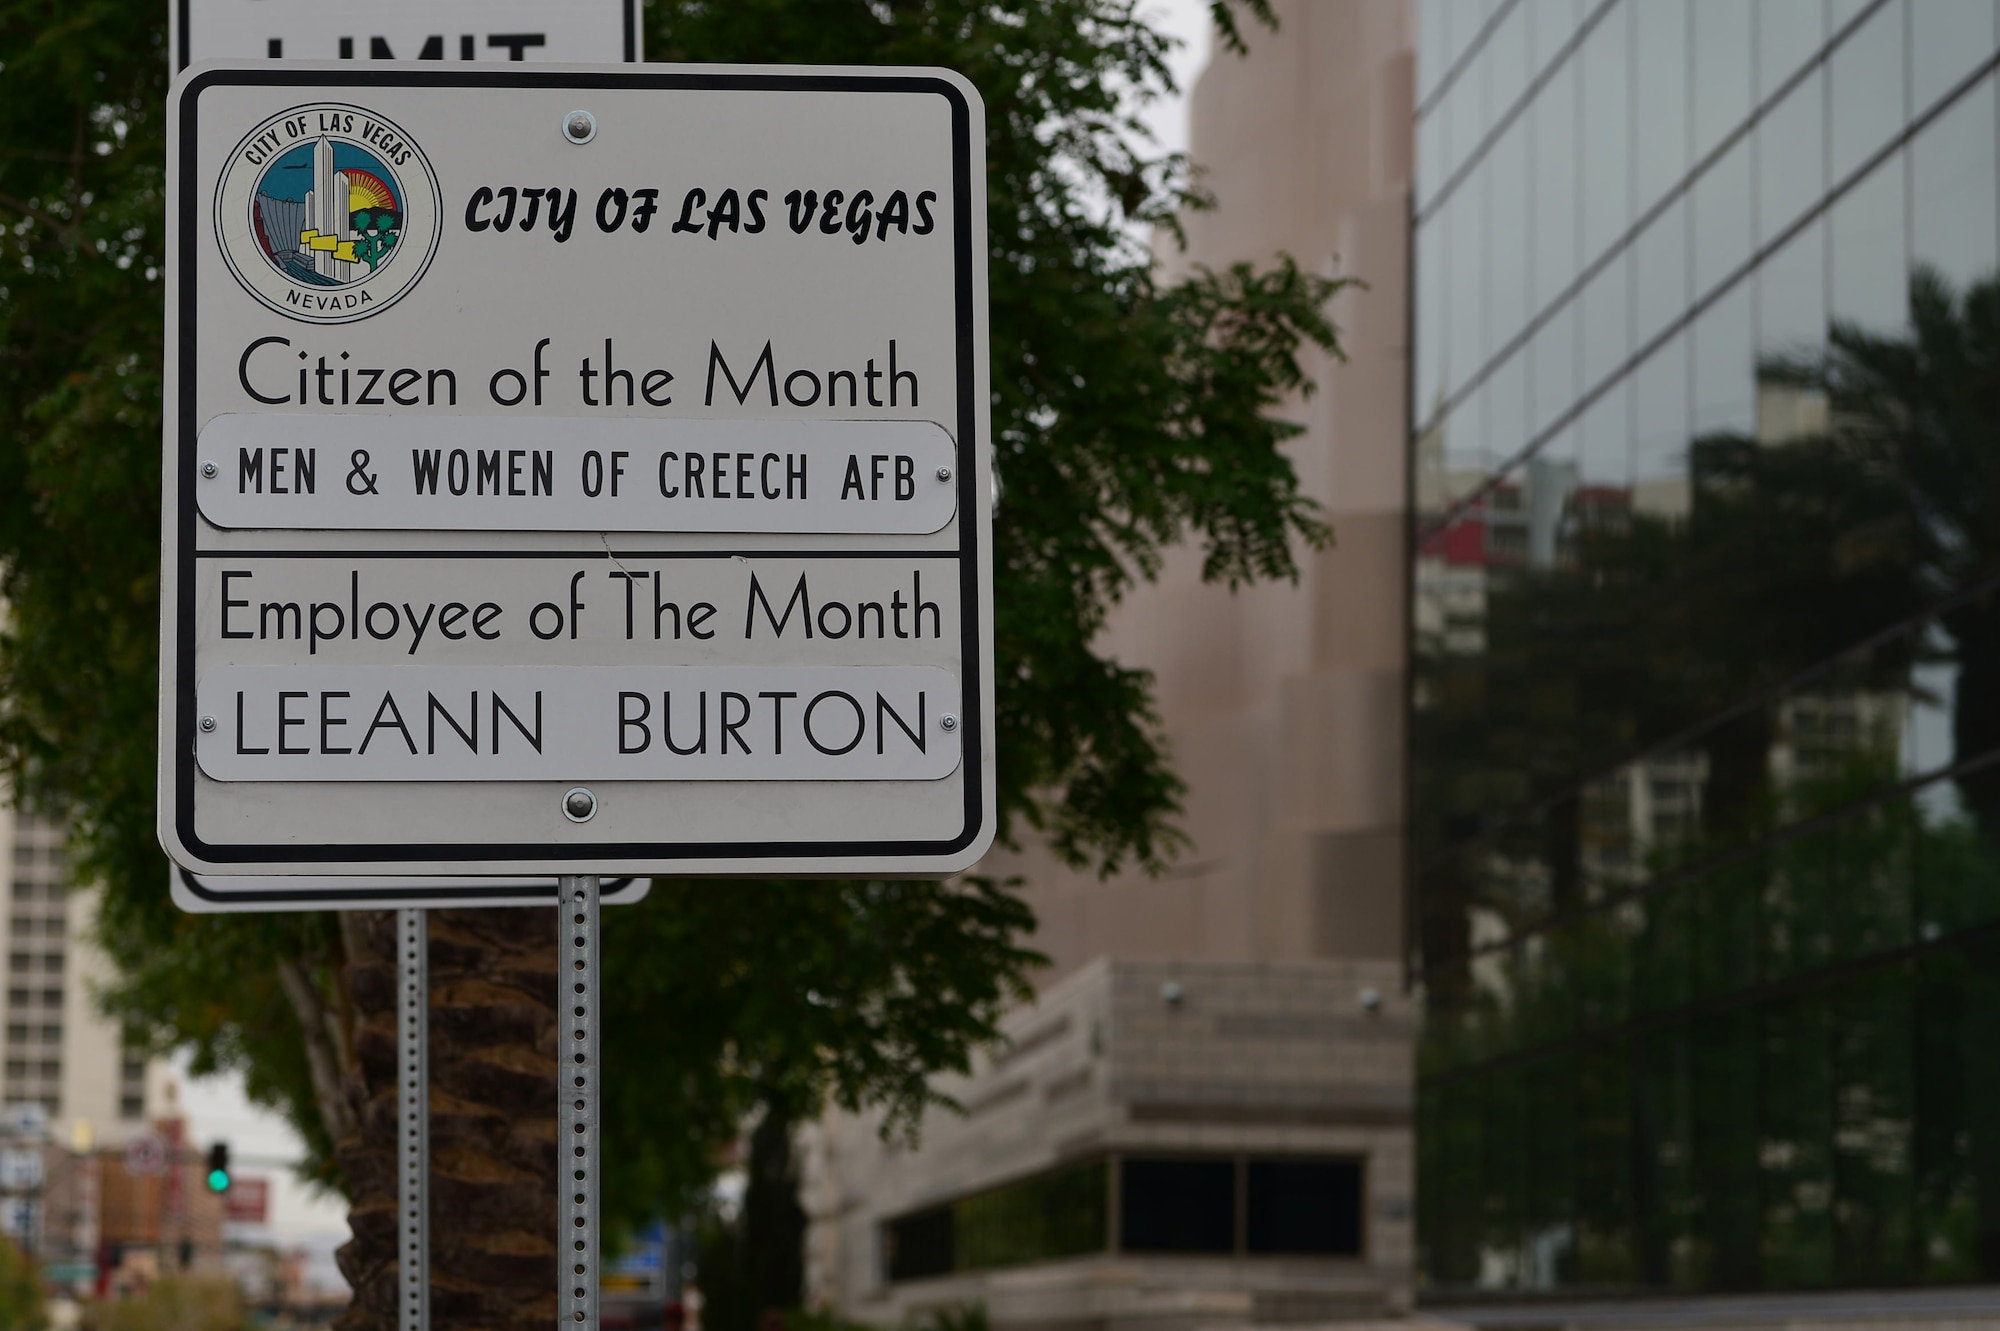 LIMIT
CITY OF LAS VEGAS
NEVADA
CITY OF LAS VEGAS
Citizen of the Month
MEN & WOMEN OF CREECH AFB
Employee of The Month
LEEANN BURTON